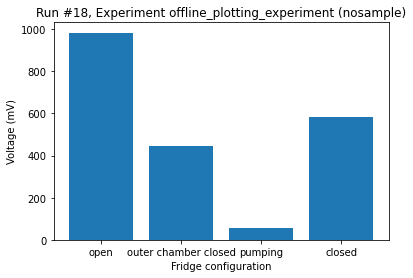 Run #18, Experiment offline_plotting_experiment (nosample)
1000
800
600
400
200
0
Voltage (mV)
open outer chamber closed pumping closed
Fridge configuration